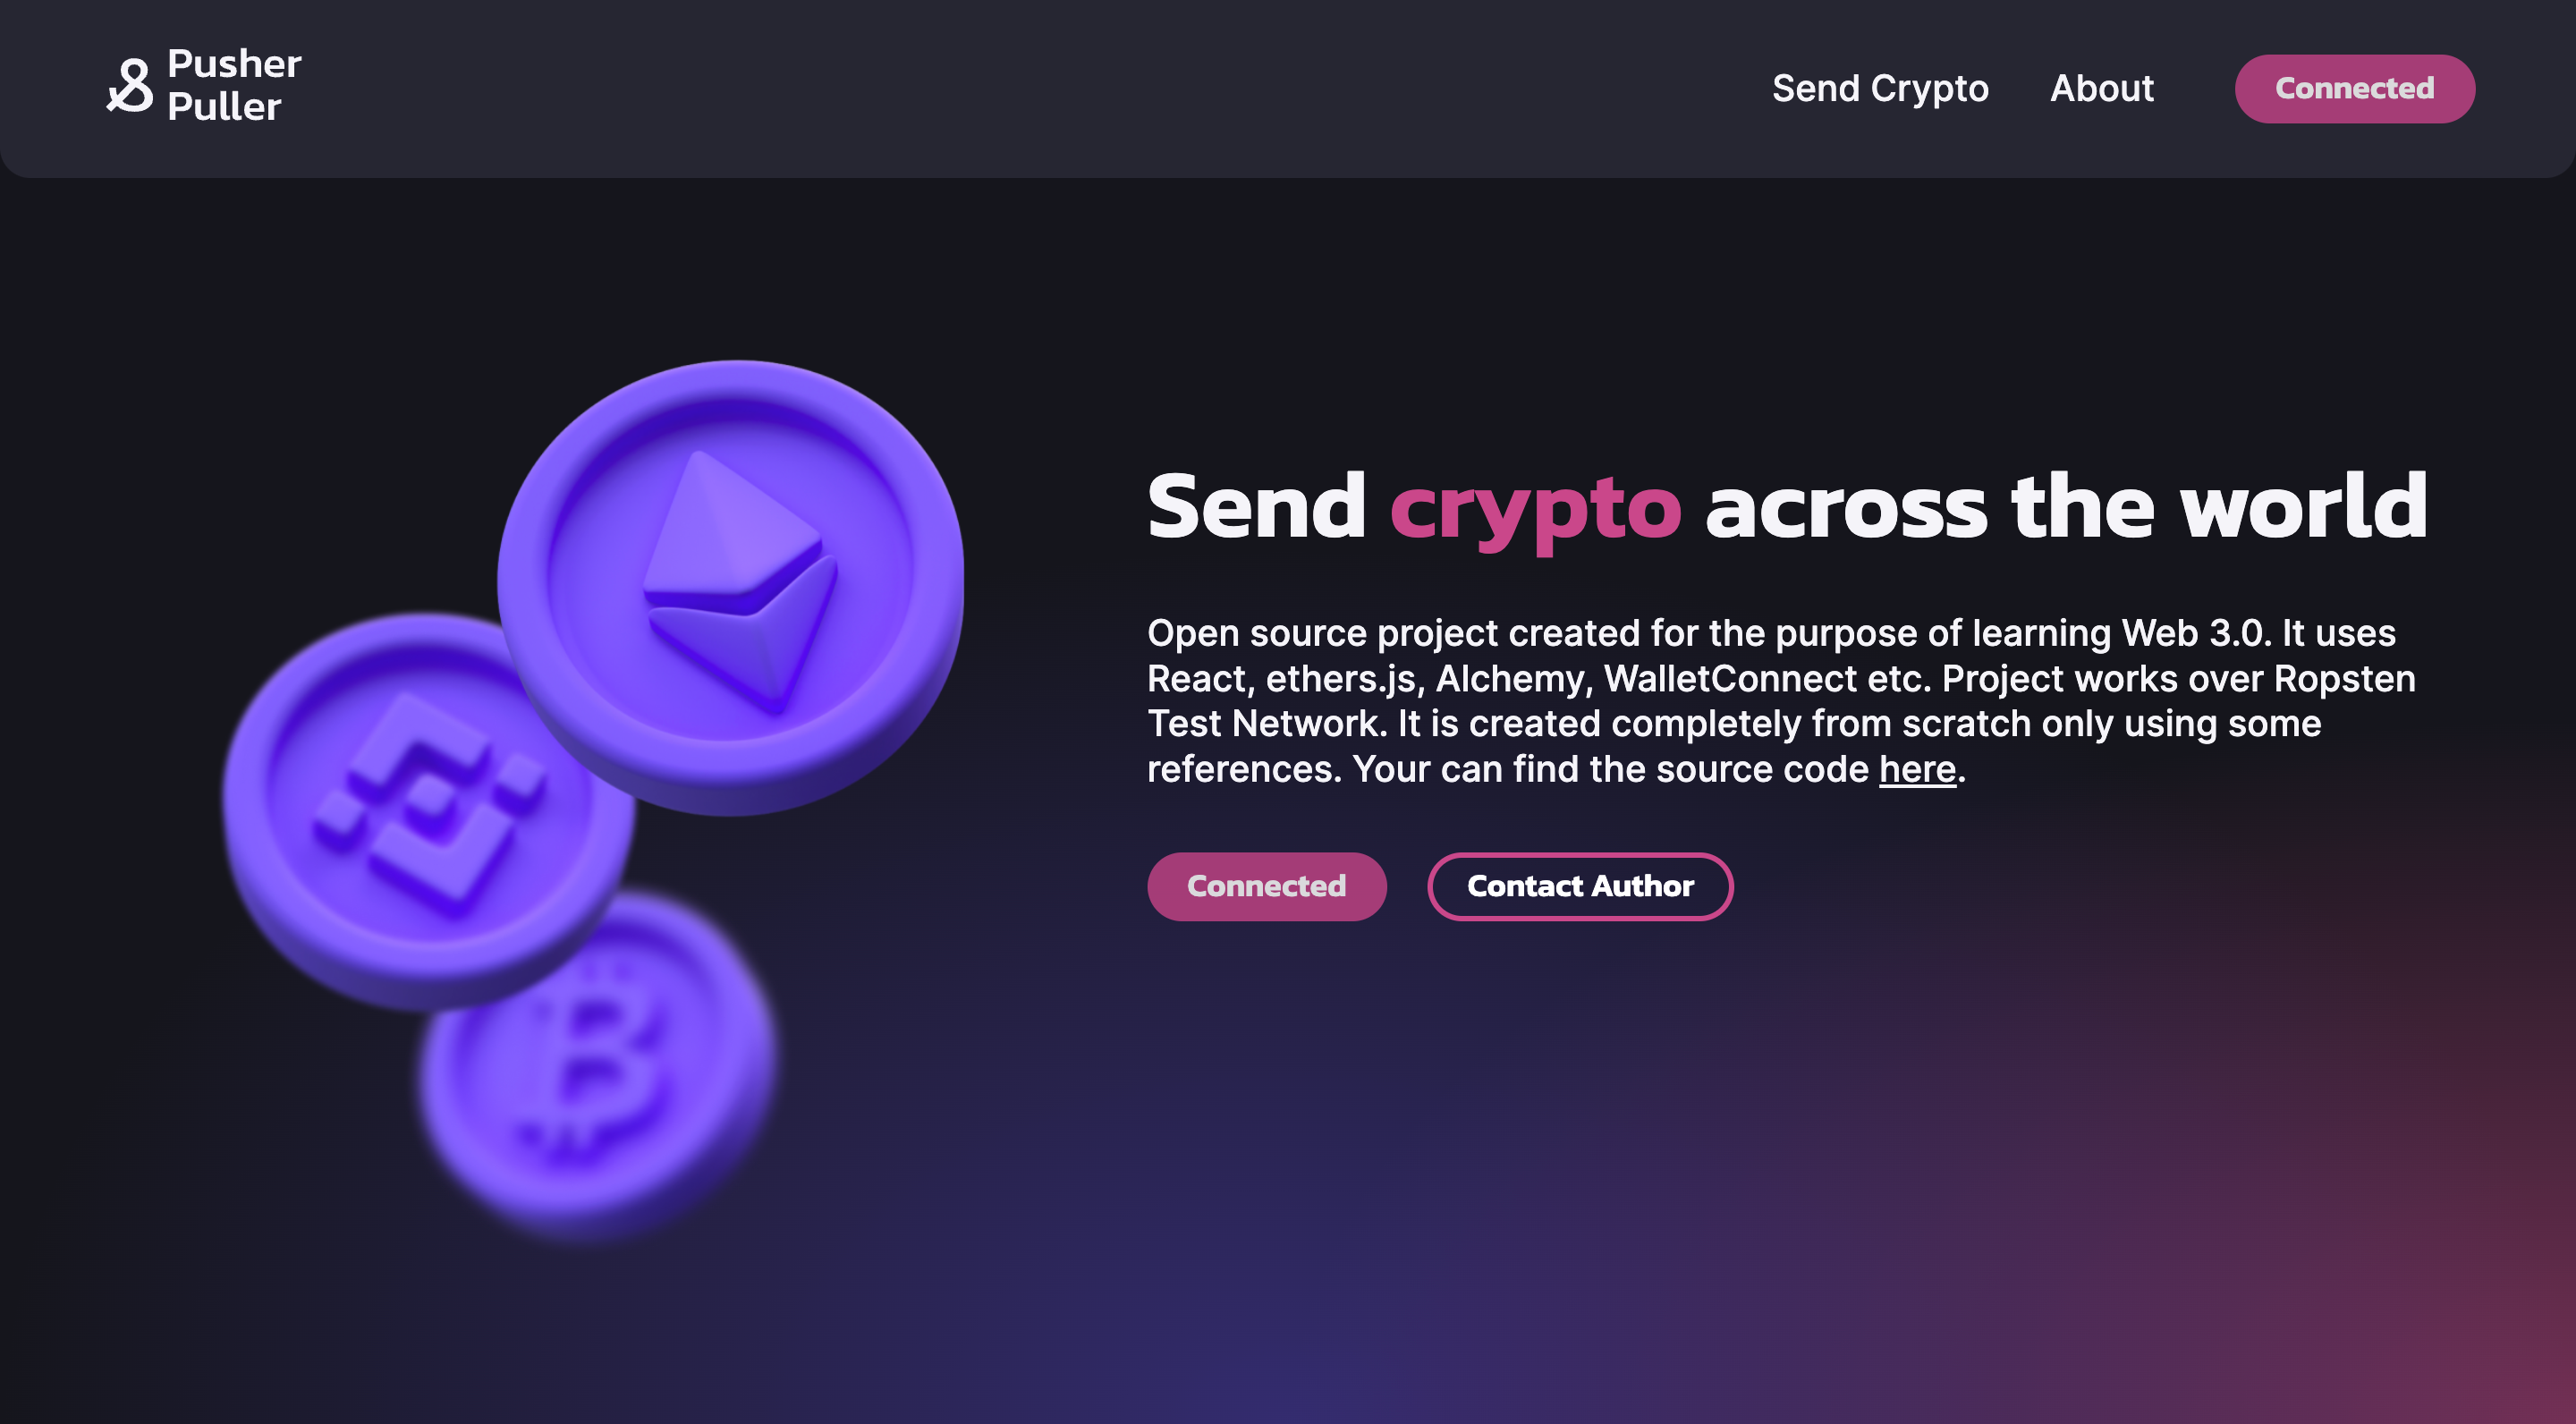 Pusher
Puller
Send Crypto
About
Connected
Send crypto across the world
Open source project created for the purpose of learning Web 3.0. It uses
React, ethers.js, Alchemy, WalletConnect etc. Project works over Ropsten
Test Network. It is created completely from scratch only using some
references. Your can find the source code here.
Connected
Contact Author